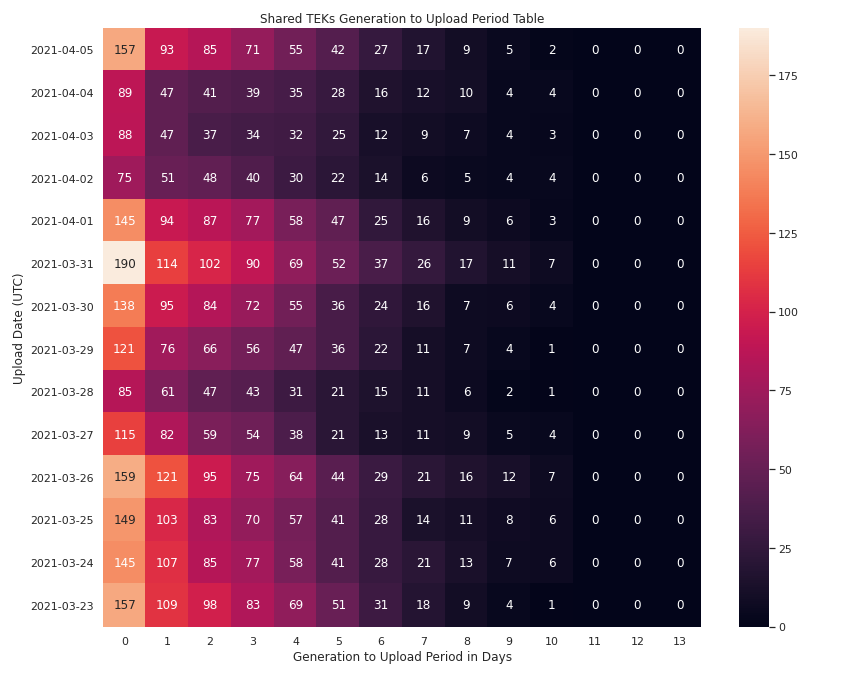 Shared TEKs Generation to Upload Period Table
Upload Date (UTC)
2021-04-05 157 93 85 71 55 42 27 17 9 5 2 0 0 0
2021-04-04 89 47 41 39 35 28 16 12 10 4 4 0 0 0
2021-04-03 88 47 37 34 32 25 12 9 7 4 3 0 0 0
2021-04-02 75 51 48 40 30 22 14 6 5 4 4 0 0 0
2021-04-01 145 94 87 77 58 47 25 16 9 6 3 0 0 0
2021-03-31 190 114 102 90 69 52 37 26 17 11 7 0 0 0
2021-03-30 138 95 84 72 55 36 24 16 7 6 4 0 0 0
2021-03-29 121 76 66 56 47 36 22 11 7 4 1 0 0 0
2021-03-28 85 61 47 43 31 21 15 11 6 2 1 0 0 0
2021-03-27 115 82 59 54 38 21 13 11 9 5 4 0 0 0
2021-03-26 159 121 95 75 64 44 29 21 16 12 7 0 0 0
2021-03-25 149 103 83 70 57 41 28 14 11 8 6 0 0 0
2021-03-24 145 107 85 77 58 41 28 21 13 7 6 0 0 0
2021-03-23 157 109 98 83 69 51 31 18 9 4 1 0 0 0
0 1 2 3 4 5 6 7 8 9 10 11 12 13
Generation to Upload Period in Days
175
150
125
100
75
50
25
0